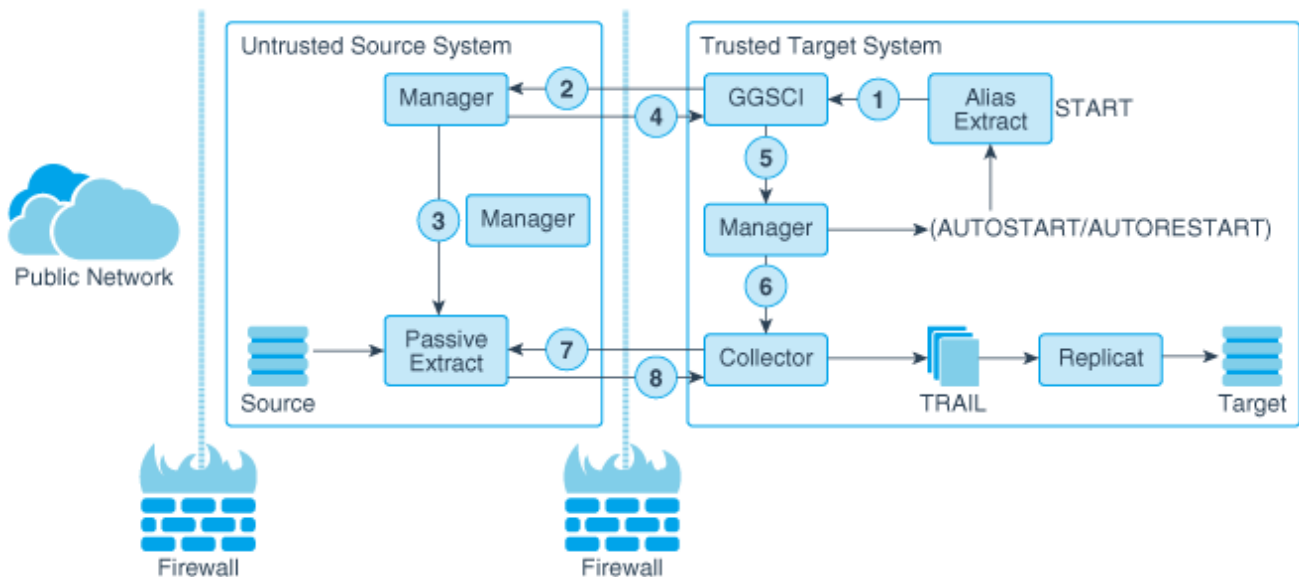 Untrusted Source System
Trusted Target System
Manager
2
4
GGSCI
1
Alias
Extract
START
5
3
Manager
Manager
(AUTOSTART/AUTORESTART)
Public Network
6
Passive
Extract
7
8
Collector
Replicat
Source
TRAIL
Target
Firewall
Firewall